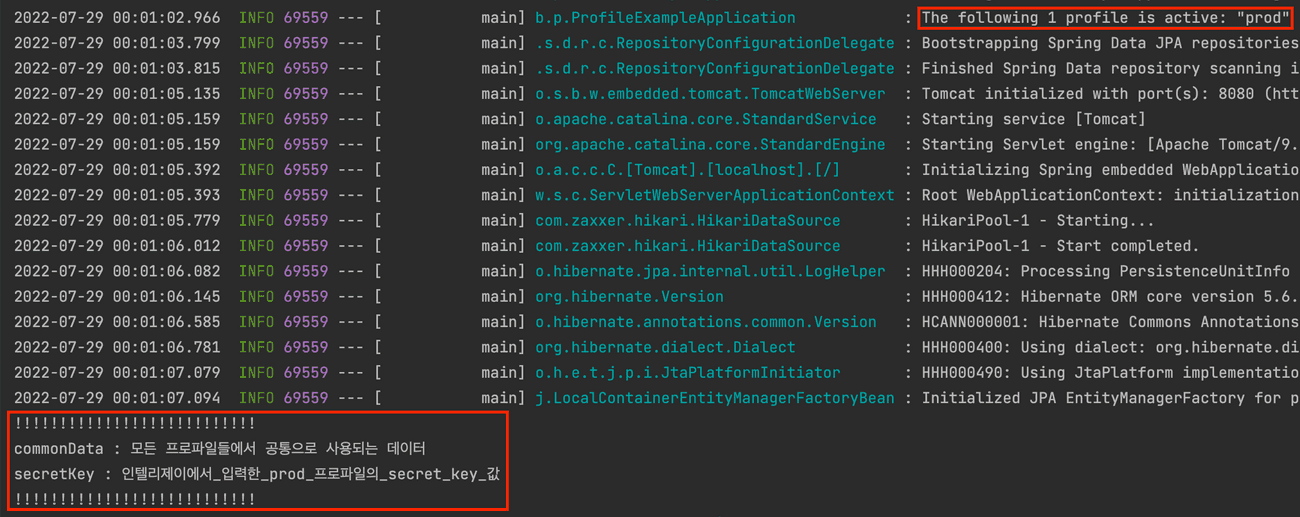 2022-07-29 00:01:02.966  INFO 69559 --- [           main] b.p.ProfileExampleApplication            : The following 1 profile is active: "prod"
2022-07-29 00:01:03.799  INFO 69559 --- [           main] .s.d.r.c.RepositoryConfigurationDelegate : Bootstrapping Spring Data JPA repositories
2022-07-29 00:01:03.815  INFO 69559 --- [           main] .s.d.r.c.RepositoryConfigurationDelegate : Finished Spring Data repository scanning i
2022-07-29 00:01:05.135  INFO 69559 --- [           main] o.s.b.w.embedded.tomcat.TomcatWebServer  : Tomcat initialized with port(s): 8080 (htt
2022-07-29 00:01:05.159  INFO 69559 --- [           main] o.apache.catalina.core.StandardService   : Starting service [Tomcat]
2022-07-29 00:01:05.159  INFO 69559 --- [           main] org.apache.catalina.core.StandardEngine  : Starting Servlet engine: [Apache Tomcat/9.
2022-07-29 00:01:05.392  INFO 69559 --- [           main] o.a.c.c.C.[Tomcat].[localhost].[/]       : Initializing Spring embedded WebApplicatio
2022-07-29 00:01:05.393  INFO 69559 --- [           main] w.s.c.ServletWebServerApplicationContext : Root WebApplicationContext: initialization
2022-07-29 00:01:05.779  INFO 69559 --- [           main] com.zaxxer.hikari.HikariDataSource       : HikariPool-1 - Starting...
2022-07-29 00:01:06.012  INFO 69559 --- [           main] com.zaxxer.hikari.HikariDataSource       : HikariPool-1 - Start completed.
2022-07-29 00:01:06.082  INFO 69559 --- [           main] o.hibernate.jpa.internal.util.LogHelper  : HHH000204: Processing PersistenceUnitInfo
2022-07-29 00:01:06.145  INFO 69559 --- [           main] org.hibernate.Version                    : HHH000412: Hibernate ORM core version 5.6.
2022-07-29 00:01:06.585  INFO 69559 --- [           main] o.hibernate.annotations.common.Version   : HCANN000001: Hibernate Commons Annotations
2022-07-29 00:01:06.781  INFO 69559 --- [           main] org.hibernate.dialect.Dialect            : HHH000400: Using dialect: org.hibernate.di
2022-07-29 00:01:07.079  INFO 69559 --- [           main] o.h.e.t.j.p.i.JtaPlatformInitiator       : HHH000490: Using JtaPlatform implementatio
2022-07-29 00:01:07.094  INFO 69559 --- [           main] j.LocalContainerEntityManagerFactoryBean : Initialized JPA EntityManagerFactory for p
!!!!!!!!!!!!!!!!!!!!!!!!!!!
commonData : 모든 프로파일들에서 공통으로 사용되는 데이터
secretKey : 인텔리제이에서_입력한_prod_프로파일의_secret_key_값
!!!!!!!!!!!!!!!!!!!!!!!!!!!